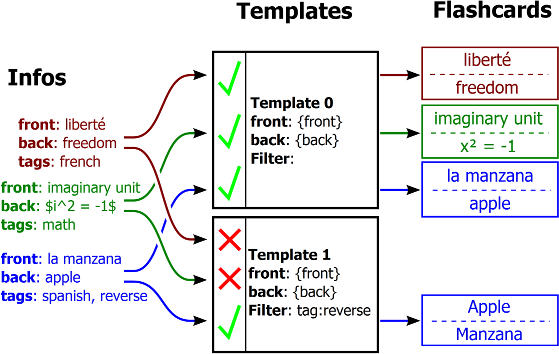 Templates
Flashcards
Infos
front: liberté
back: freedom
tags: french
front: imaginary unit
back: $i^2 = -1$
tags: math
front: la manzana
back: apple
tags: spanish, reverse
Template 0
front: {front}
back: {back}
Filter:
Template 1
front: {front}
back: {back}
Filter: tag:reverse
liberté
freedom
imaginary unit
x² = -1
la manzana
apple
Apple
Manzana